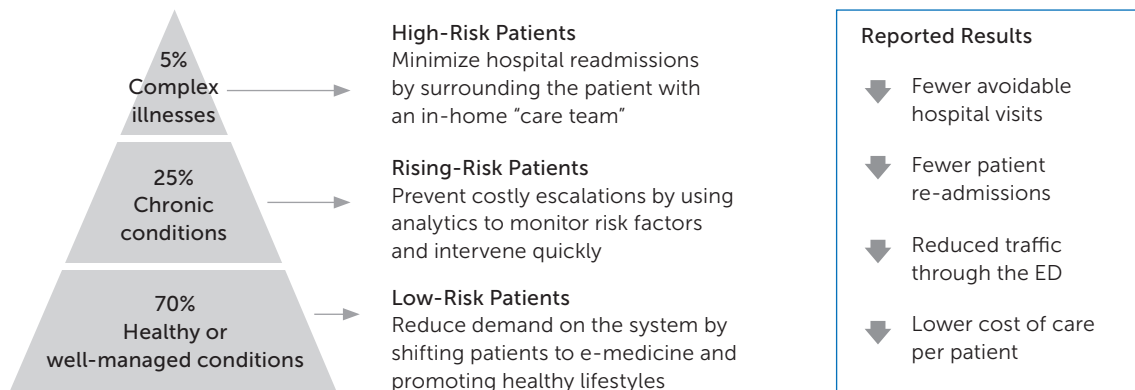 5%
Complex
illnesses
High-Risk Patients
Minimize hospital readmissions
by surrounding the patient with
an in-home “care team”
25%
Chronic
conditions
Rising-Risk Patients
Prevent costly escalations by using
analytics to monitor risk factors
and intervene quickly
70%
Healthy or
well-managed conditions
Low-Risk Patients
Reduce demand on the system by
shifting patients to e-medicine and
promoting healthy lifestyles
Reported Results
Fewer avoidable
hospital visits
Fewer patient
re-admissions
Reduced traffic
through the ED
Lower cost of care
per patient